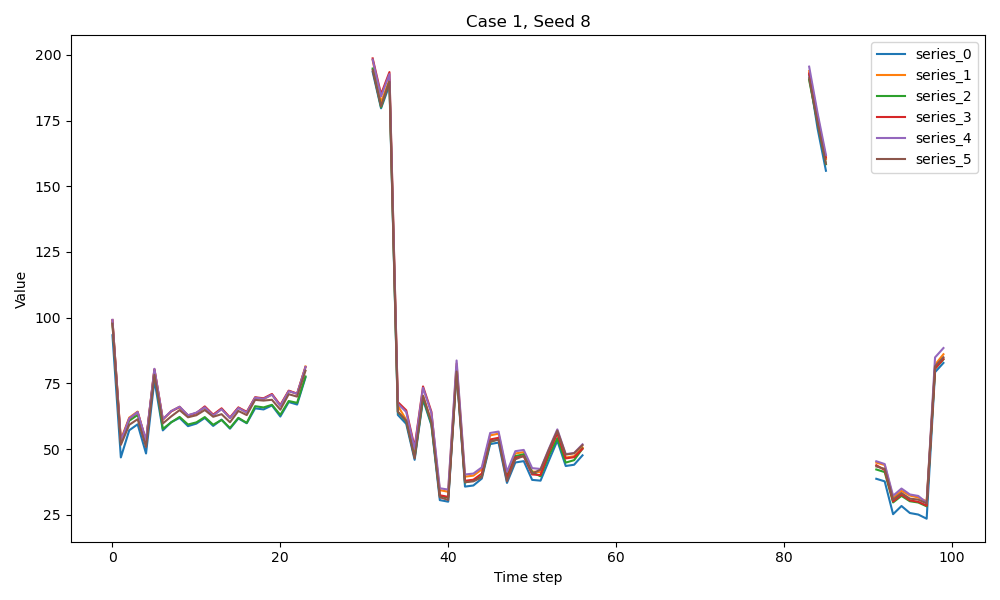 Case 1, Seed 8
Value
200
175
150
125
100
75
50
25
0
20
40
60
80
100
Time step
series_0
series_1
series_2
series_3
series_4
series_5